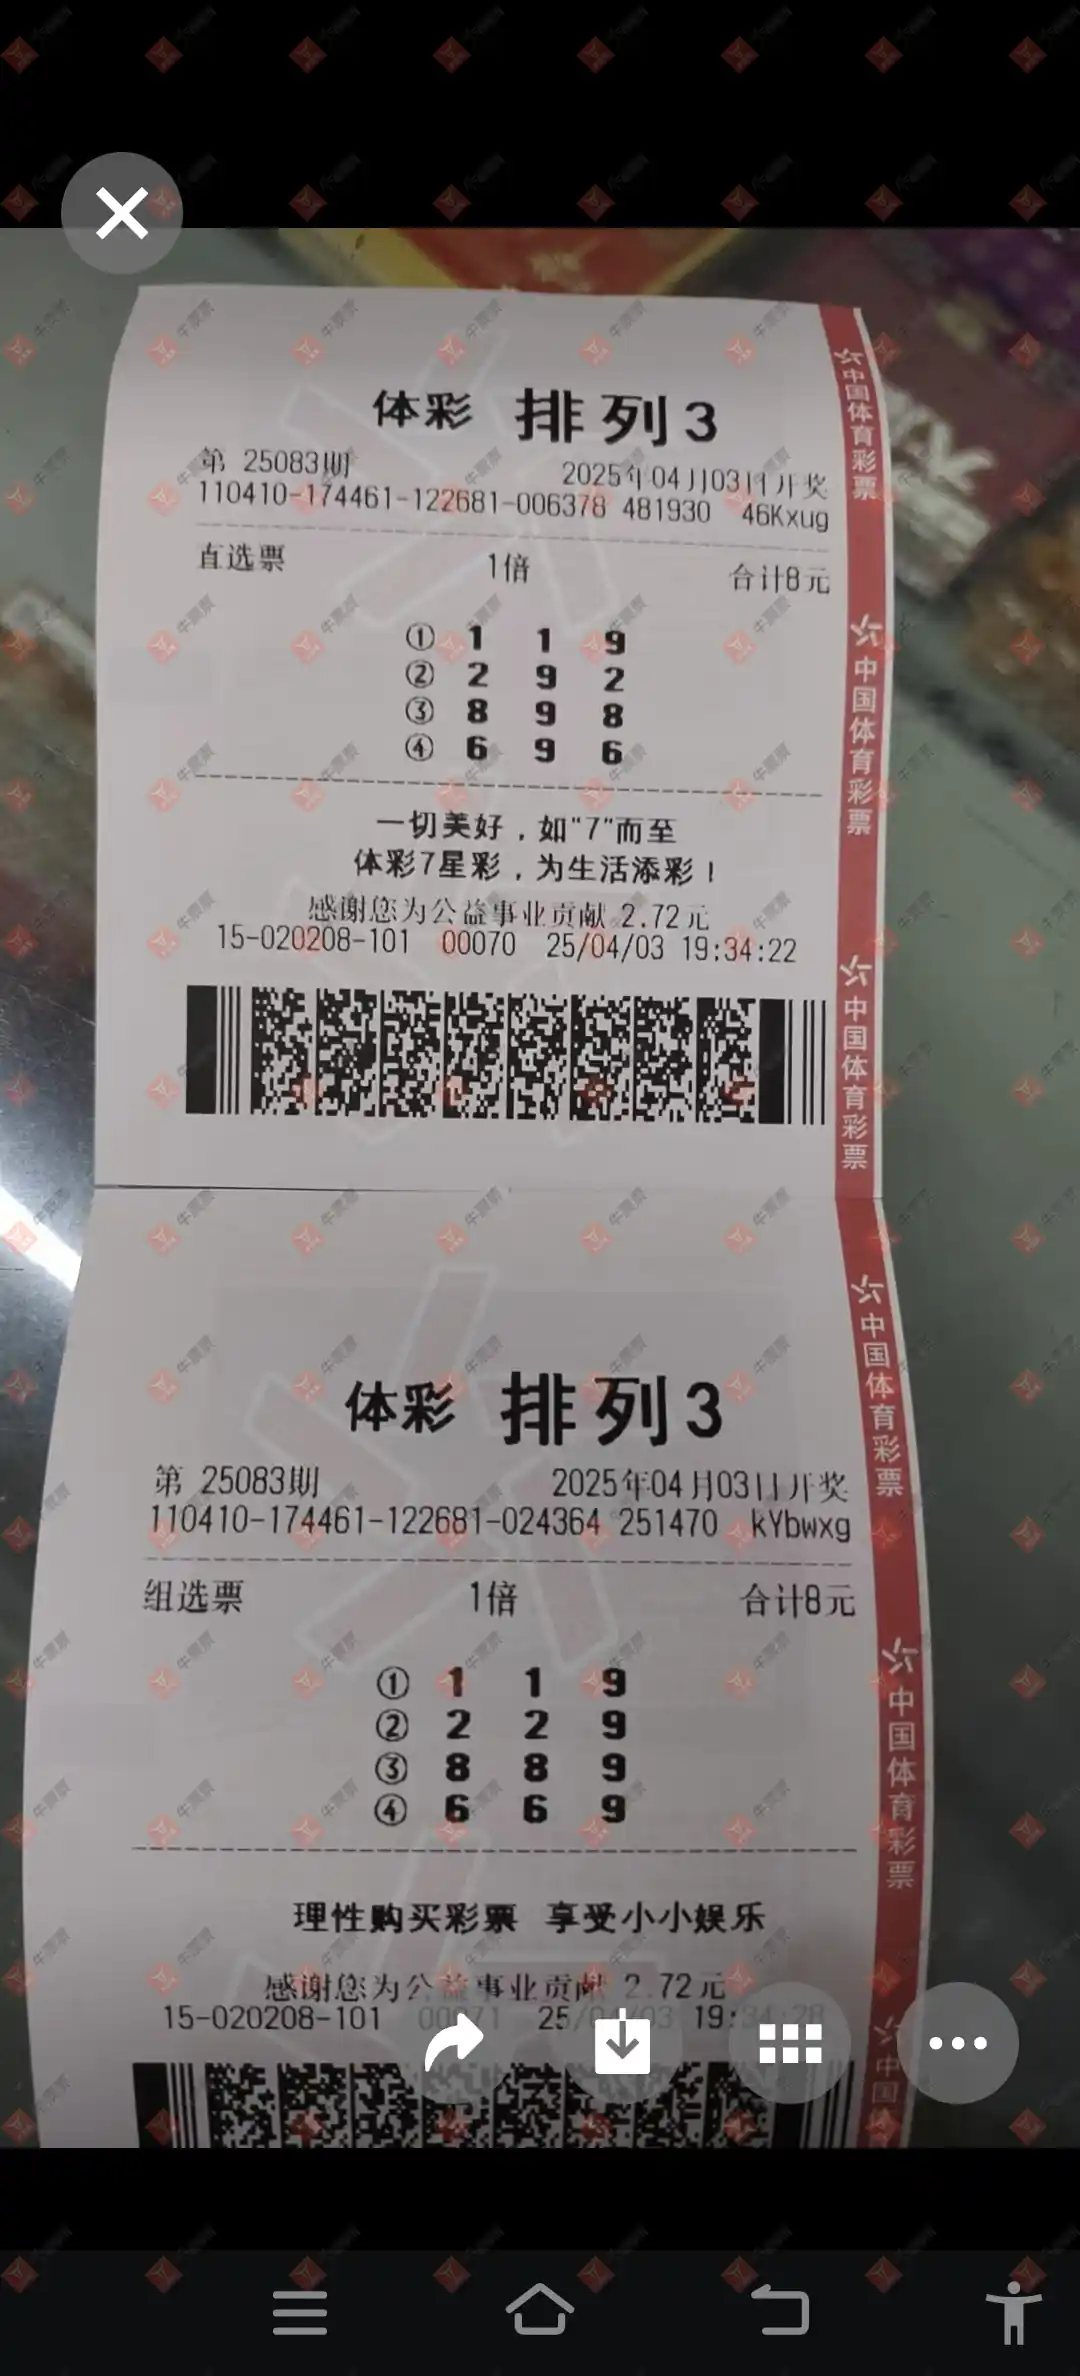 体彩 排列3
第 25083期 2025年04月03日开奖
110410-174461-122681-006378 481930 46Kxug
直选票 1倍 合计8元
① 1 1 9
② 2 9 2
③ 8 9 8
④ 6 9 6
一切美好，如"7"而至
体彩7星彩，为生活添彩！
感谢您为公益事业贡献 2.72元
15-020208-101 00070 25/04/03 19:34:22
中国体育彩票
中国体育彩票
中国体育彩票
体彩 排列3
第 25083期 2025年04月03日开奖
110410-174461-122681-024364 251470 kYbwxg
组选票 1倍 合计8元
① 1 1 9
② 2 2 9
③ 8 8 9
④ 6 6 9
理性购买彩票 享受小小娱乐
感谢您为公益事业贡献 2.72元
15-020208-101 00071 25/04/03 19:34:28
中国体育彩票
中国体育彩票
中国